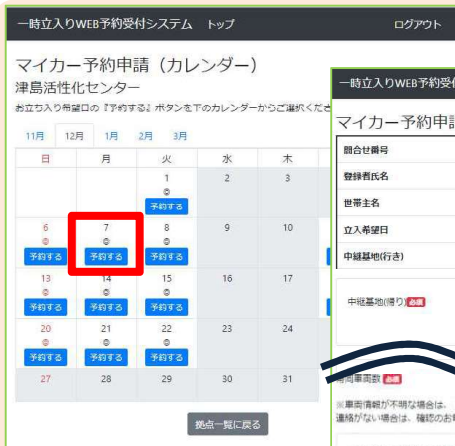 一時立入りWEB予約受付システム トップ ログアウト
マイカー予約申請（カレンダー）
津島活性化センター
お立ち入り希望日の『予約する』ボタンを下のカレンダーからご選択くださ
11月 12月 1月 2月 3月
日 月 火 水 木
1 2 3
◎
予約する
6 7 8 9 10
◎ ◎ ◎
予約する 予約する 予約する
13 14 15 16 17
◎ ◎ ◎
予約する 予約する 予約する
20 21 22 23 24
◎ ◎ ◎
予約する 予約する 予約する
27 28 29 30 31
拠点一覧に戻る
一時立入りWEB予約受付
マイカー予約申請
問合せ番号
登録者氏名
世帯主名
立入希望日
中継基地(行き)
中継基地(帰り) 必須
車両数 必須
※車両情報が不明な場合は、
連絡がない場合は、確認のお